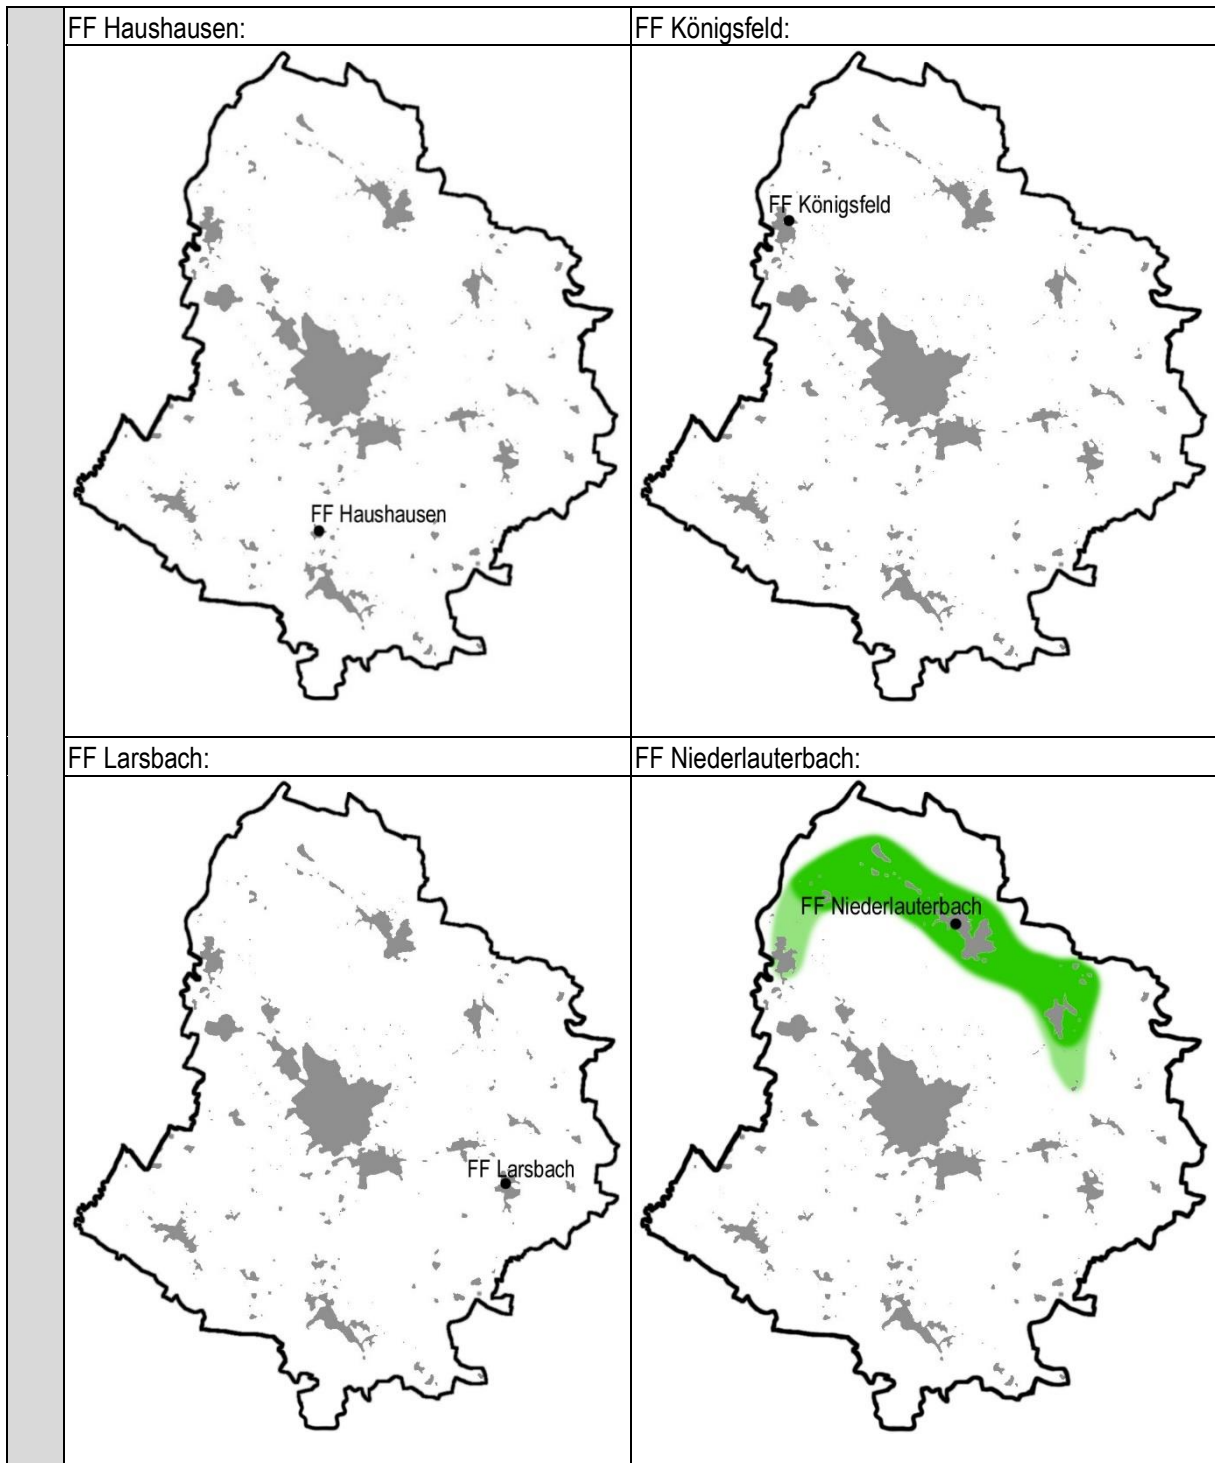 FF Haushausen:
FF Königsfeld:
FF Haushausen
FF Königsfeld
FF Larsbach:
FF Niederlauterbach:
FF Larsbach
FF Niederlauterbach